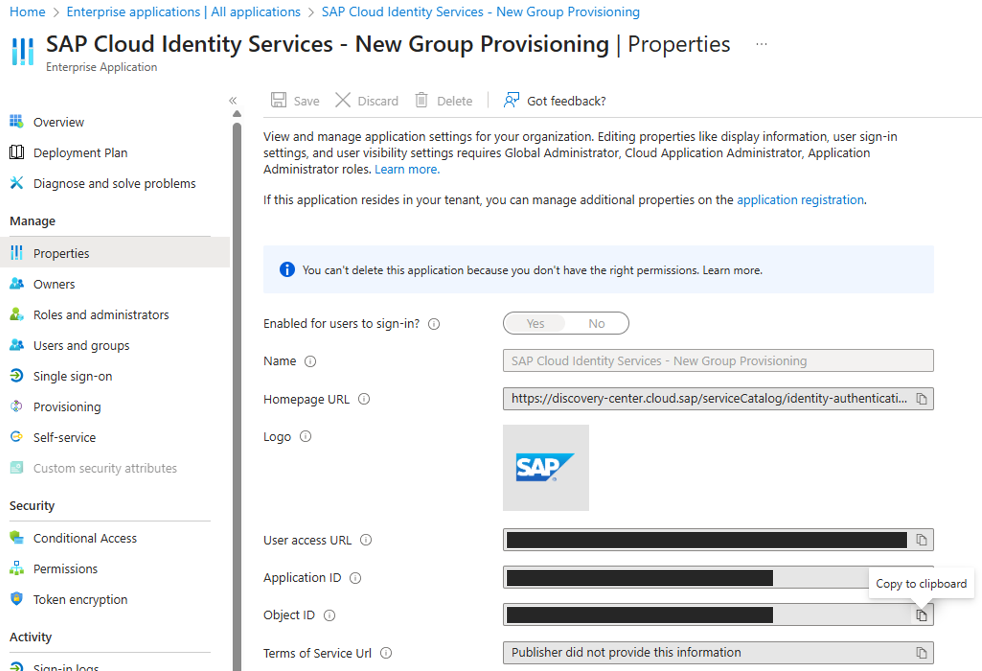 Home > Enterprise applications | All applications > SAP Cloud Identity Services - New Group Provisioning
SAP Cloud Identity Services - New Group Provisioning | Properties ...
Enterprise Application
«
Save Discard Delete Got feedback?
Overview
Deployment Plan
Diagnose and solve problems
Manage
Properties
Owners
Roles and administrators
Users and groups
Single sign-on
Provisioning
Self-service
Custom security attributes
Security
Conditional Access
Permissions
Token encryption
Activity
Sign-in logs
View and manage application settings for your organization. Editing properties like display information, user sign-in
settings, and user visibility settings requires Global Administrator, Cloud Application Administrator, Application
Administrator roles. Learn more.
If this application resides in your tenant, you can manage additional properties on the application registration.
You can't delete this application because you don't have the right permissions. Learn more.
Enabled for users to sign-in? Yes No
Name SAP Cloud Identity Services - New Group Provisioning
Homepage URL https://discovery-center.cloud.sap/serviceCatalog/identity-authenticati...
Logo
SAP
User access URL
Application ID
Copy to clipboard
Object ID
Terms of Service Url Publisher did not provide this information